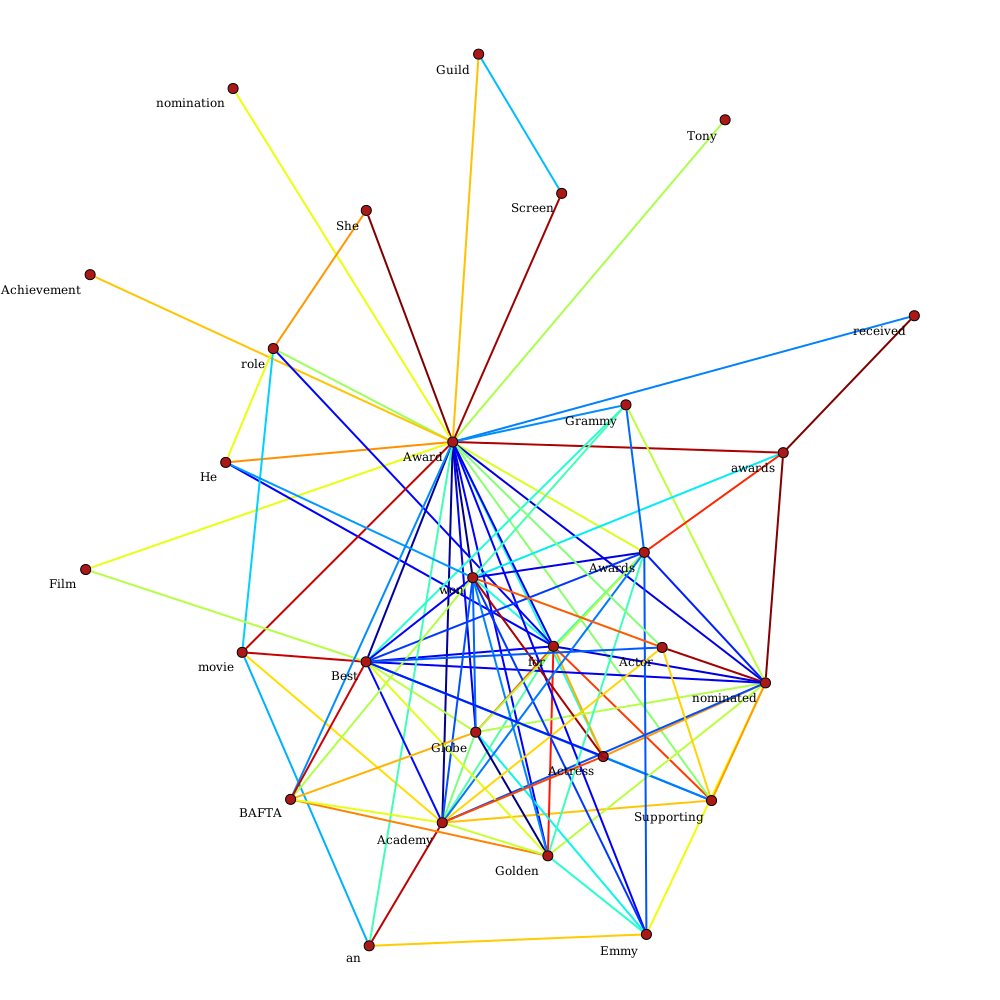 Guild
nomination
Tony
Screen
She
Achievement
received
role
Grammy
Award
awards
He
Awards
Film
won
for
Actor
movie
Best
nominated
Globe
Actress
BAFTA
Supporting
Academy
Golden
Emmy
an